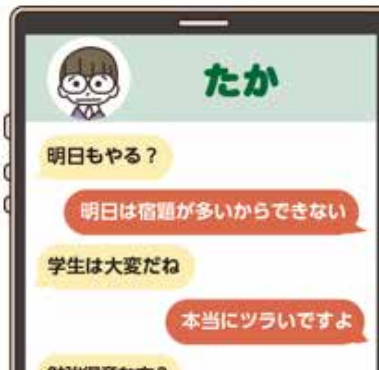 たか
明日もやる？
明日は宿題が多いからできない
学生は大変だね
本当にツラいですよ